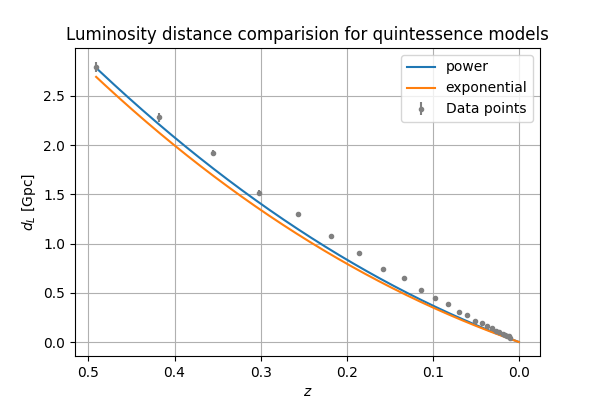 Luminosity distance comparision for quintessence models
power
exponential
Data points
d_L [Gpc]
2.5
2.0
1.5
1.0
0.5
0.0
0.5 0.4 0.3 0.2 0.1 0.0
z